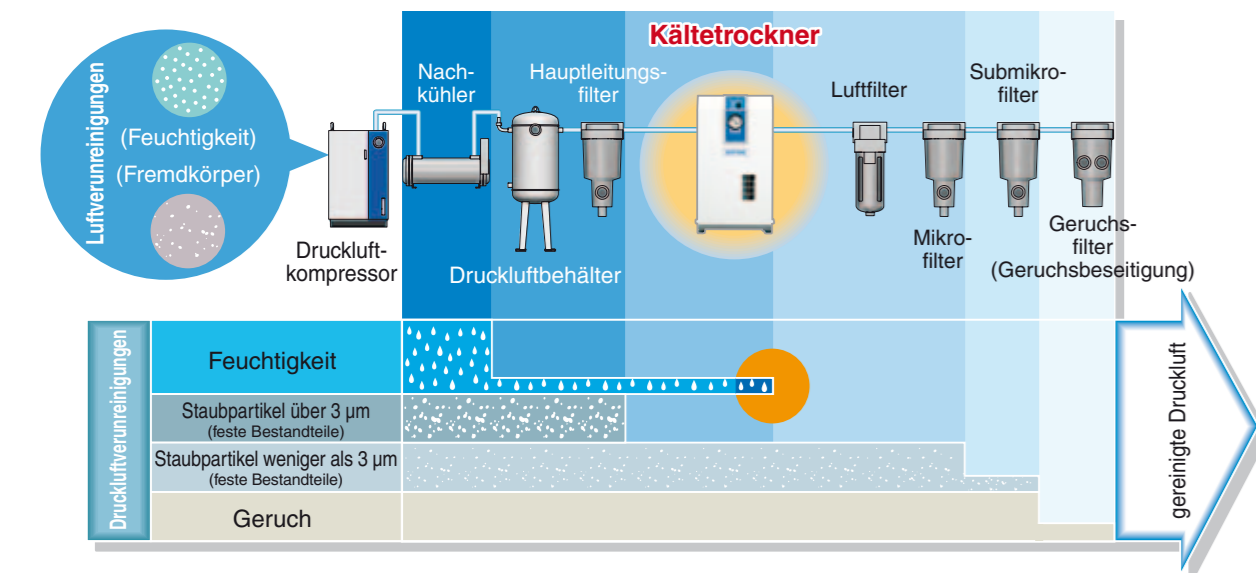 Kältetrockner
Luftverunreinigungen
(Feuchtigkeit)
(Fremdkörper)
Druckluft-
kompressor
Nach-
kühler
Druckluftbehälter
Hauptleitungs-
filter
Luftfilter
Mikro-
filter
Submikro-
filter
Geruchs-
filter
(Geruchsbeseitigung)
Druckluftverunreinigungen
Feuchtigkeit
Staubpartikel über 3 µm
(feste Bestandteile)
Staubpartikel weniger als 3 µm
(feste Bestandteile)
Geruch
gereinigte Druckluft